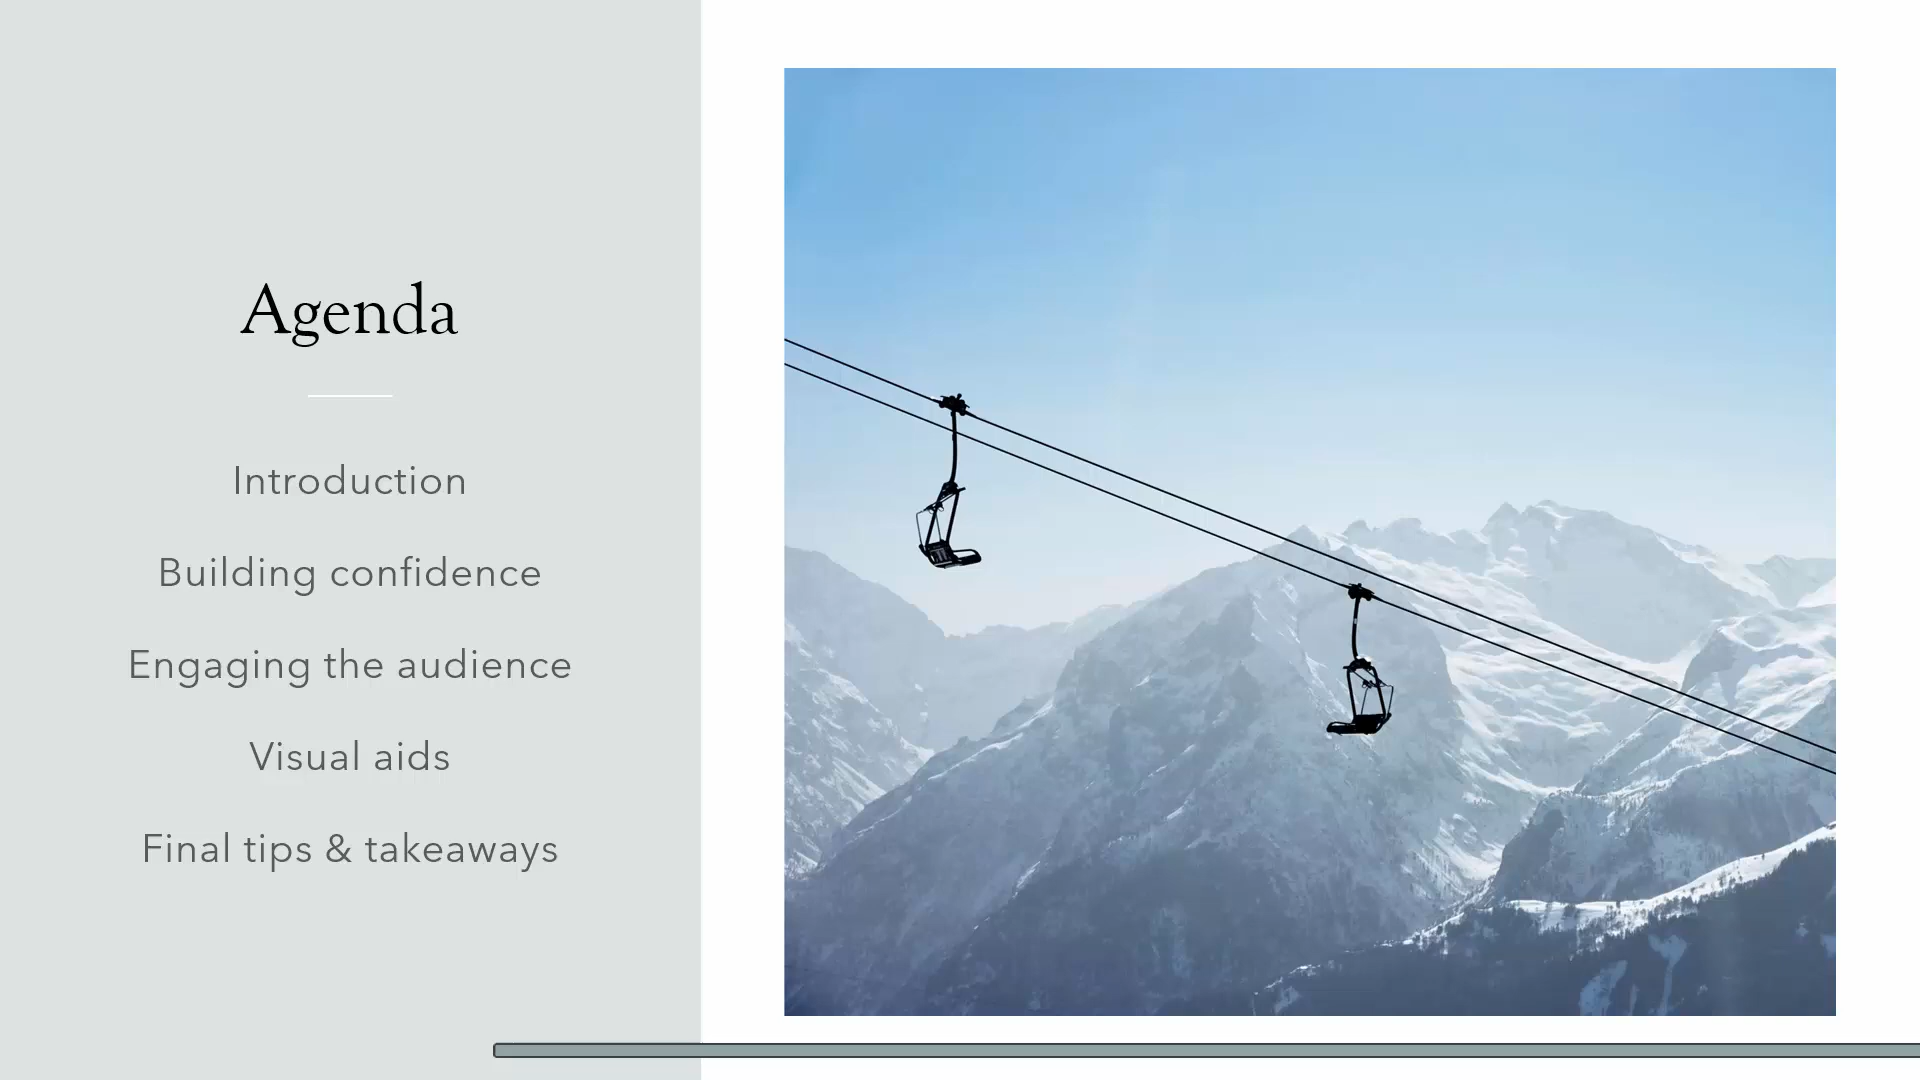 Agenda
Introduction
Building confidence
Engaging the audience
Visual aids
Final tips & takeaways